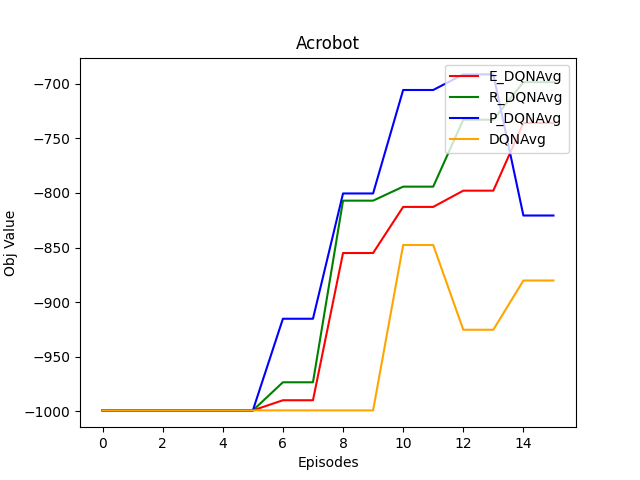 Acrobot
E_DQNAvg
R_DQNAvg
P_DQNAvg
DQNAvg
Obj Value
−700
−750
−800
−850
−900
−950
−1000
0 2 4 6 8 10 12 14
Episodes